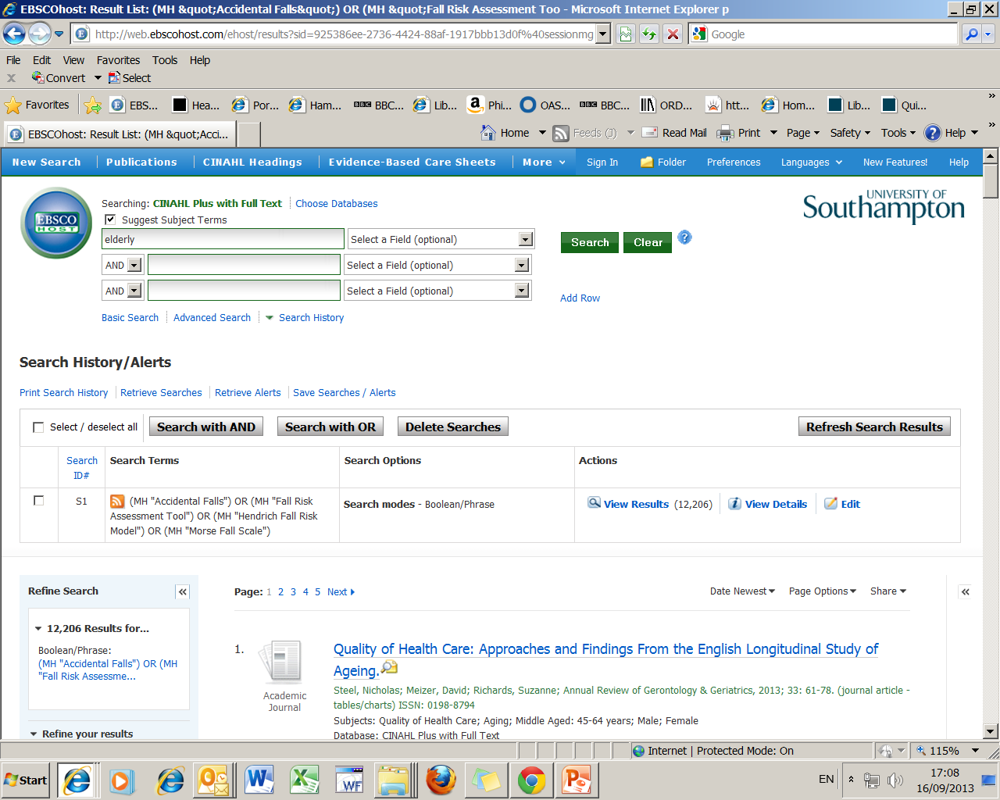 EBSCOhost: Result List: (MH &quot;Accidental Falls&quot;) OR (MH &quot;Fall Risk Assessment Too - Microsoft Internet Explorer p
http://web.ebscohost.com/ehost/results?sid=925386ee-2736-4424-88af-1917bbb13d0f%40sessionmg
Google
File Edit View Favorites Tools Help
x Convert Select
Favorites EBS... Hea... Por... Ham... BBC BBC... Lib... Phi... OAS... BBC BBC... ORD... htt... Hom... Lib... Qui... »
EBSCOhost: Result List: (MH &quot;Acci... Home Feeds (J) Read Mail Print Page Safety Tools Help »
New Search Publications CINAHL Headings Evidence-Based Care Sheets More Sign In Folder Preferences Languages New Features! Help
EBSCO
HOST
UNIVERSITY OF
Southampton
Searching: CINAHL Plus with Full Text Choose Databases
Suggest Subject Terms
elderly Select a Field (optional) Search Clear ?
AND Select a Field (optional)
AND Select a Field (optional) Add Row
Basic Search Advanced Search Search History
Search History/Alerts
Print Search History Retrieve Searches Retrieve Alerts Save Searches / Alerts
Select / deselect all Search with AND Search with OR Delete Searches Refresh Search Results
Search ID# Search Terms Search Options Actions
S1 (MH "Accidental Falls") OR (MH "Fall Risk
Assessment Tool") OR (MH "Hendrich Fall Risk
Model") OR (MH "Morse Fall Scale")
Search modes - Boolean/Phrase
View Results (12,206) View Details Edit
Refine Search «
12,206 Results for...
Boolean/Phrase:
(MH "Accidental Falls") OR (MH
"Fall Risk Assessme...
Refine your results
Page: 1 2 3 4 5 Next Date Newest Page Options Share «
1. Quality of Health Care: Approaches and Findings From the English Longitudinal Study of
Ageing.
Academic
Journal
Steel, Nicholas; Meizer, David; Richards, Suzanne; Annual Review of Gerontology & Geriatrics, 2013; 33: 61-78. (journal article -
tables/charts) ISSN: 0198-8794
Subjects: Quality of Health Care; Aging; Middle Aged: 45-64 years; Male; Female
Database: CINAHL Plus with Full Text
Internet | Protected Mode: On 115%
Start WF EN 17:08
16/09/2013